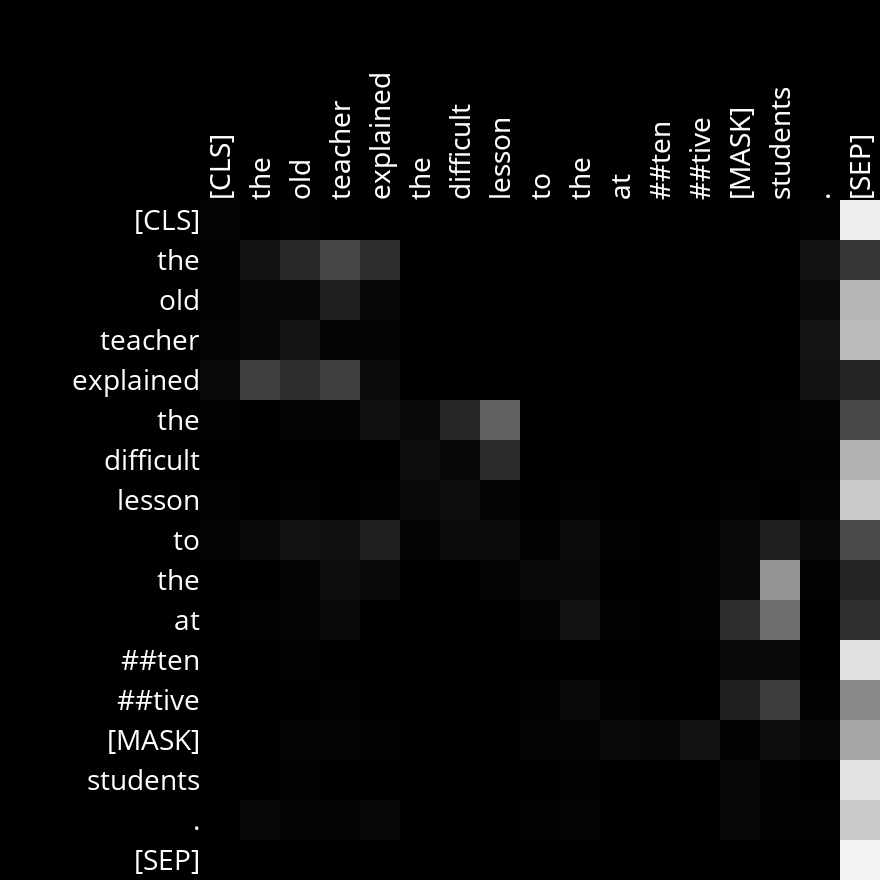 [CLS]
the
old
teacher
explained
the
difficult
lesson
to
the
at
##ten
##tive
[MASK]
students
.
[SEP]
[CLS]
the
old
teacher
explained
the
difficult
lesson
to
the
at
##ten
##tive
[MASK]
students
.
[SEP]